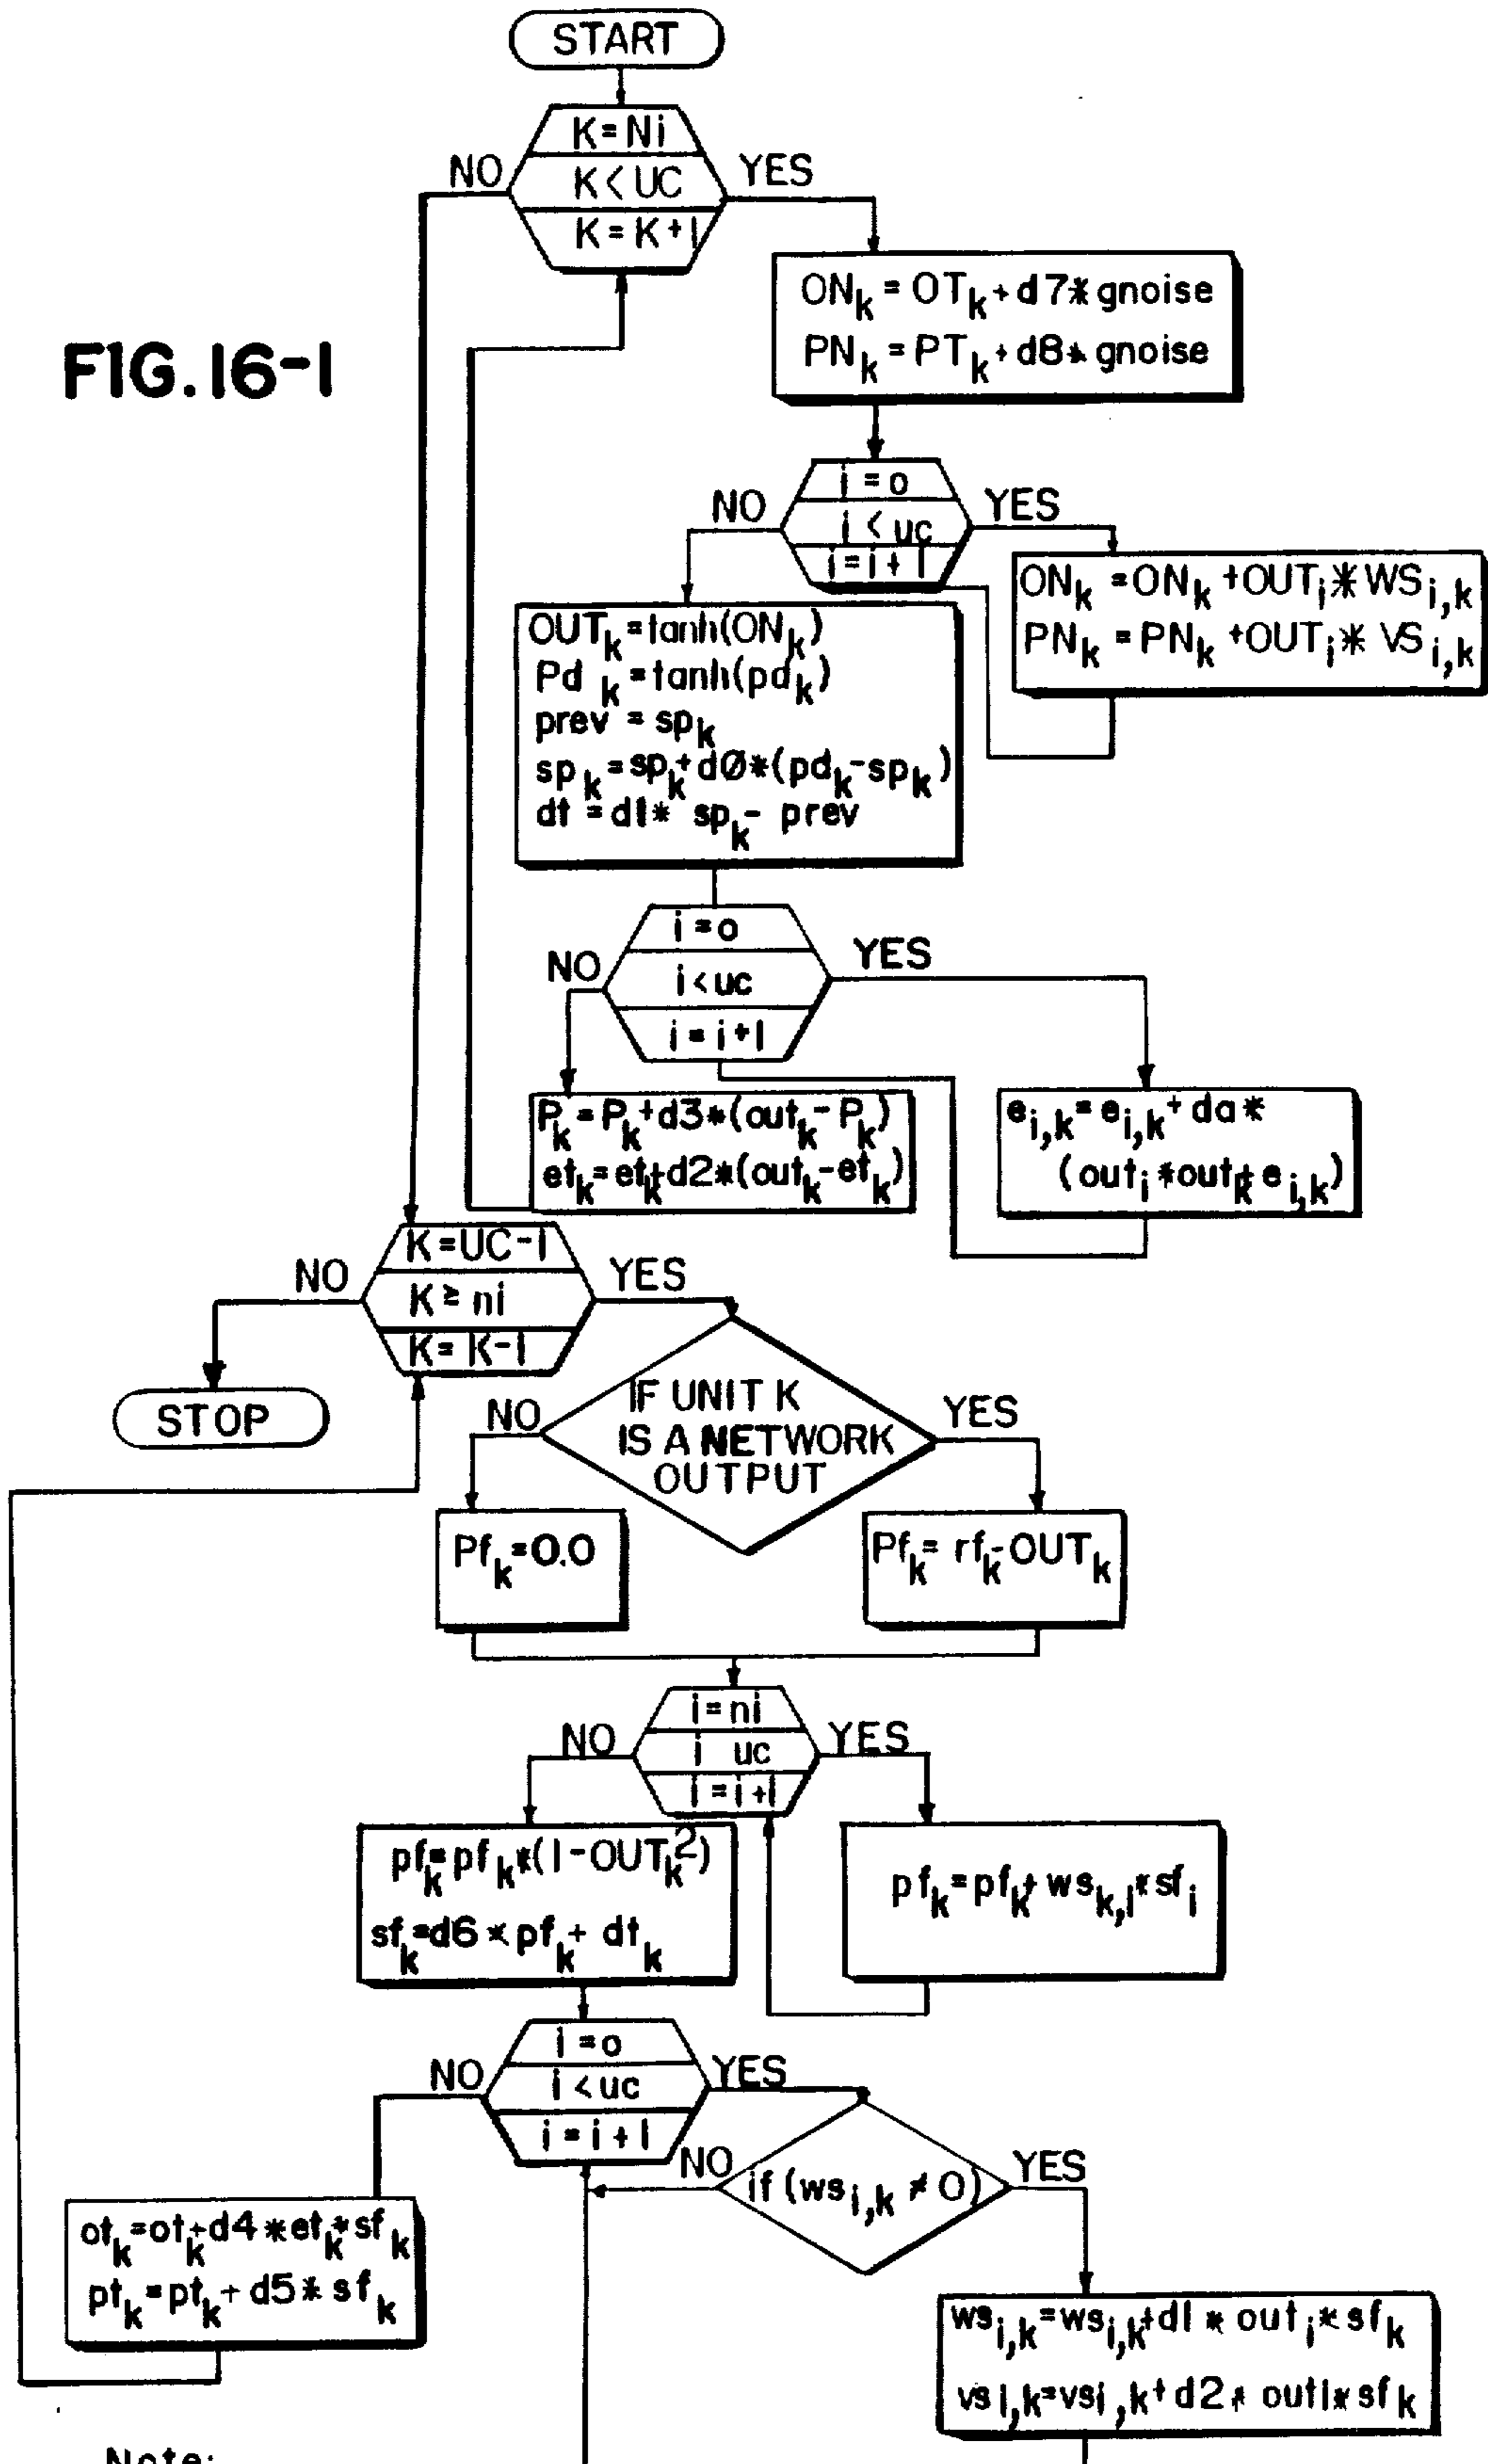 START
K=Ni
NO
K<UC
YES
K=K+1
FIG.16-1
ONk=OTk+d7*gnoise
PNk=PTk+d8*gnoise
i=o
NO
i<uc
YES
i=i+1
ONk=ONk+OUTi*WSi,k
PNk=PNk+OUTi*VSi,k
OUTk=tanh(ONk)
Pdk=tanh(pdk)
prev=spk
spk=spk+dØ*(pdk-spk)
dt=d1* spk- prev
i=o
NO
i<uc
YES
i=i+1
Pk=Pk+d3*(outk-Pk)
etk=etk+d2*(outk-etk)
ei,k=ei,k+da*
(outi*outk+ei,k)
K=UC-1
NO
K≥ni
YES
K=K-1
STOP
IF UNIT K
IS A NETWORK
OUTPUT
NO
YES
Pfk=0.0
Pfk=rfk-OUTk
i=ni
NO
i uc
YES
i=i+1
pfk=pfk*(1-OUTk²)
sfk=d6*pfk+dtk
pfk=pfk+wsk,i*sfi
i=o
NO
i<uc
YES
i=i+1
NO
if (wsi,k≠0)
YES
otk=otk+d4*etk*sfk
ptk=ptk+d5*sfk
wsi,k=wsi,k+d1*outi*sfk
vsi,k=vsi,k+d2*outi*sfk
Note: